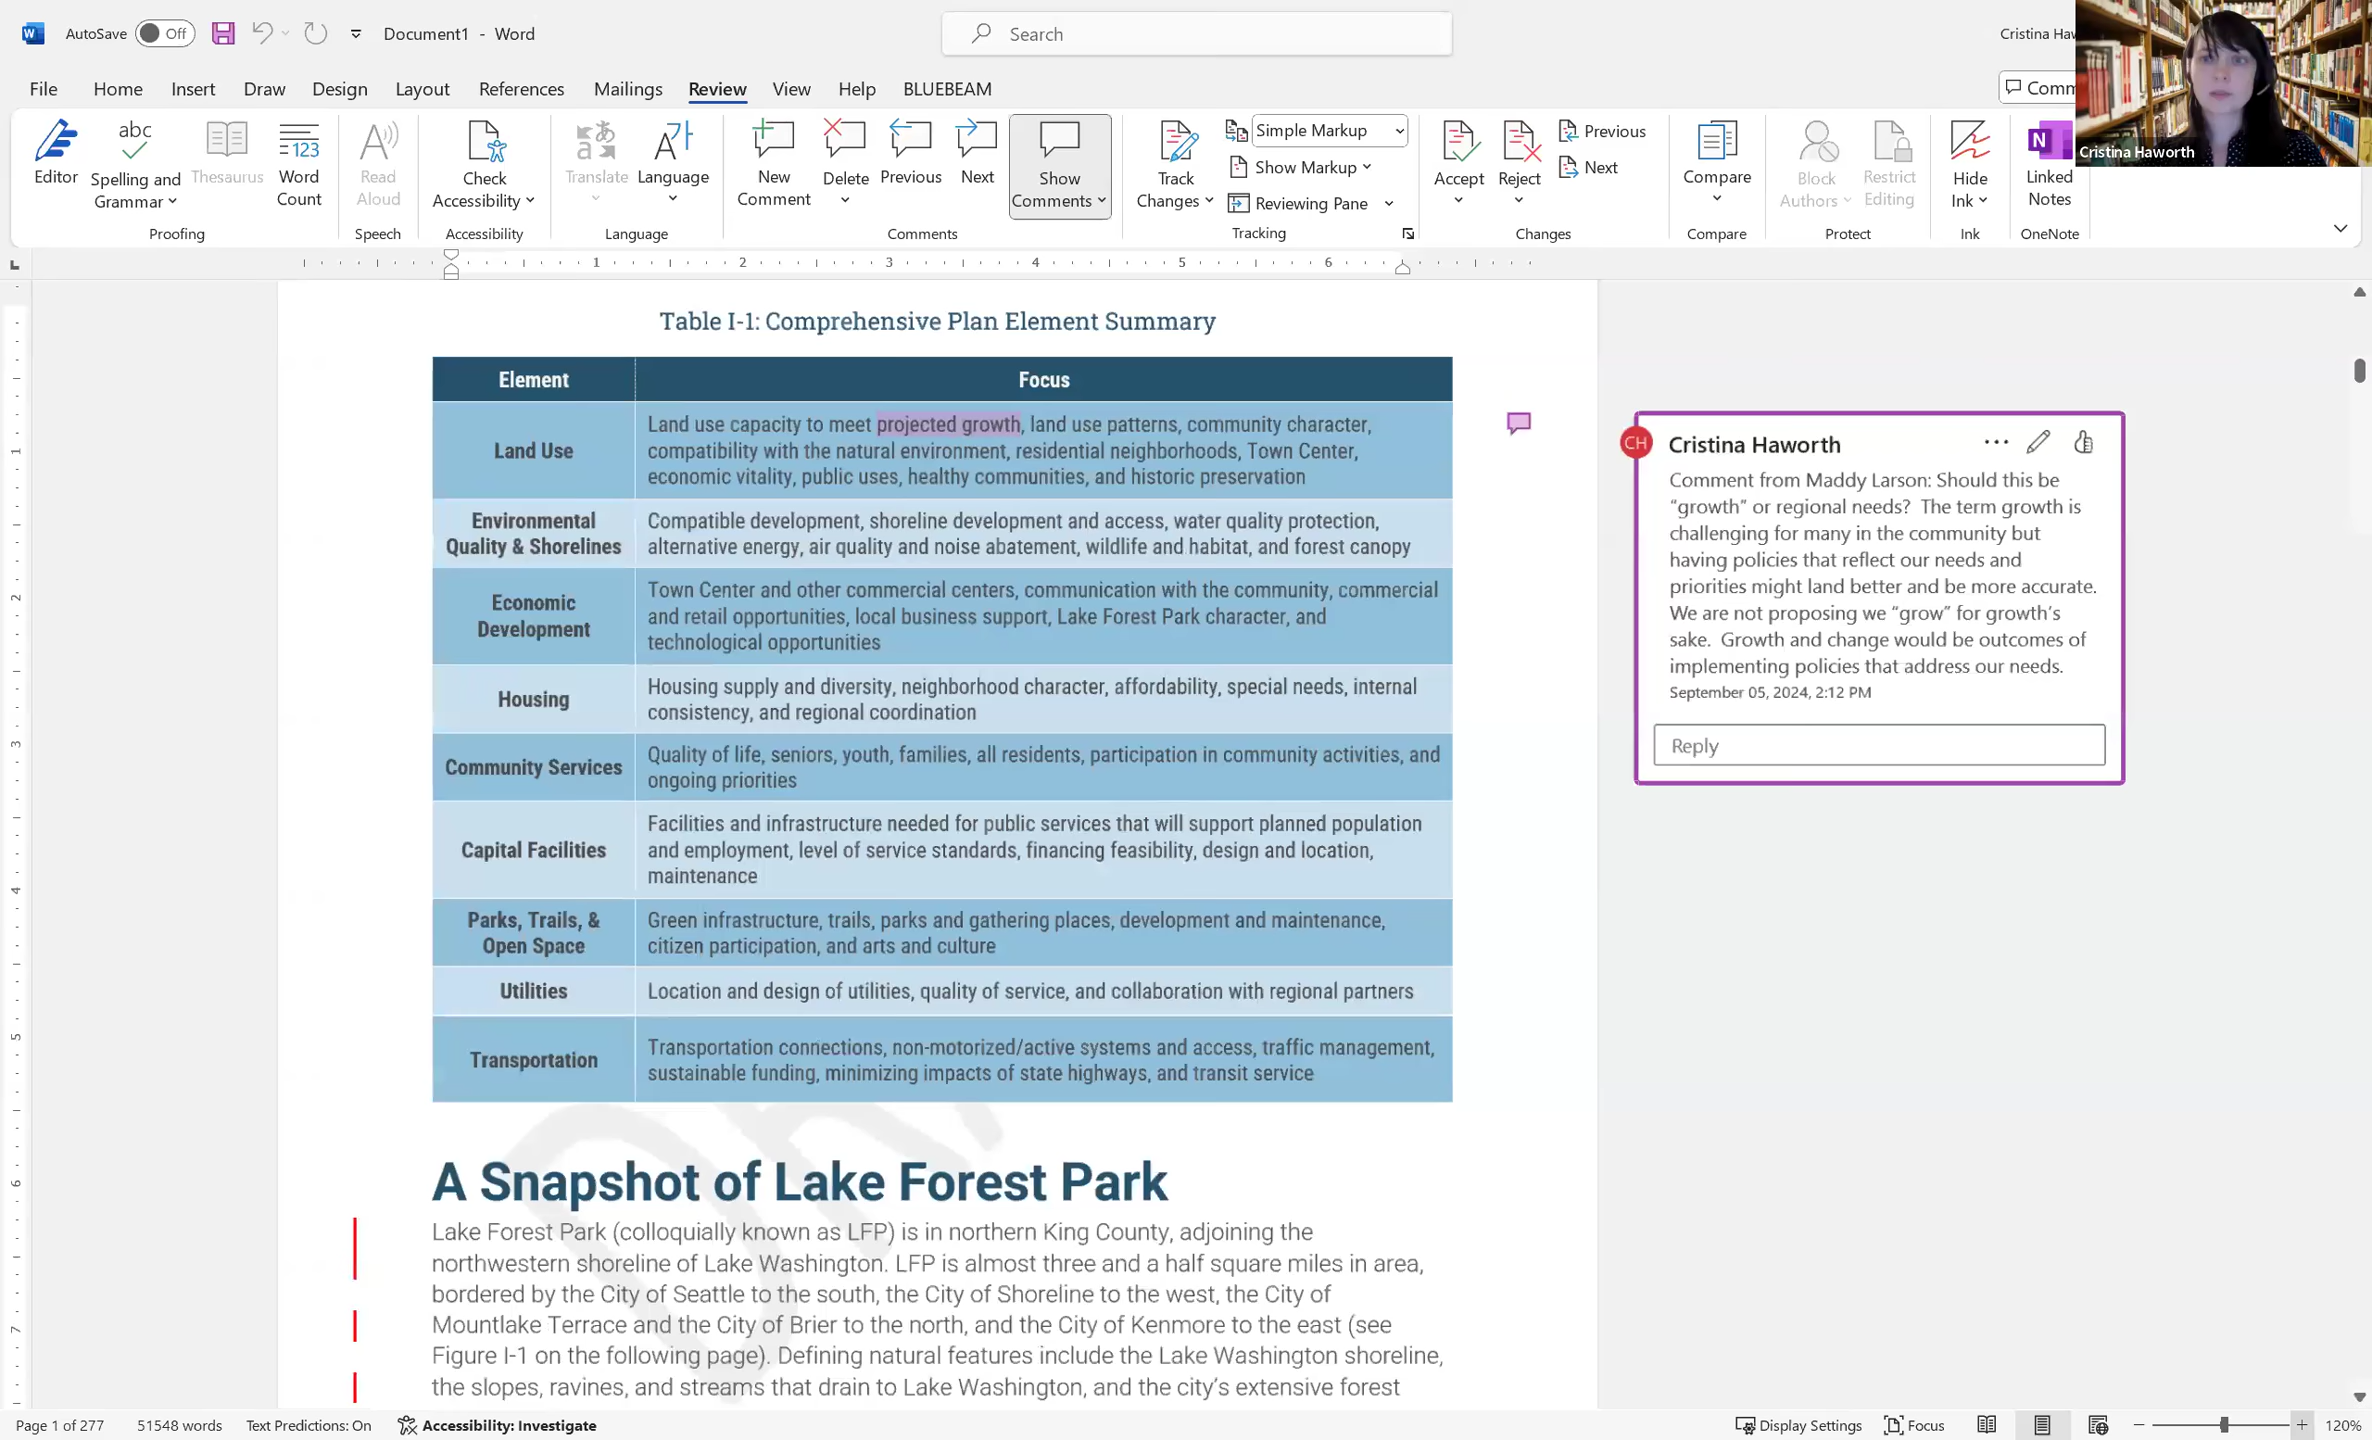 AutoSave Off Document1 - Word
Search
Cristina Haw
File Home Insert Draw Design Layout References Mailings Review View Help BLUEBEAM
Comm
Editor
Spelling and Grammar
Thesaurus
Word Count
Proofing
Read Aloud
Speech
Check Accessibility
Accessibility
Translate
Language
Language
New Comment
Delete
Previous
Next
Show Comments
Comments
Track Changes
Simple Markup
Show Markup
Reviewing Pane
Tracking
Accept
Reject
Previous
Next
Changes
Compare
Compare
Block Authors
Restrict Editing
Protect
Hide Ink
Ink
Linked Notes
OneNote
Cristina Haworth
1 2 3 4 5 6
Table I-1: Comprehensive Plan Element Summary
Element Focus
Land Use
Land use capacity to meet projected growth, land use patterns, community character,
compatibility with the natural environment, residential neighborhoods, Town Center,
economic vitality, public uses, healthy communities, and historic preservation
Environmental
Quality & Shorelines
Compatible development, shoreline development and access, water quality protection,
alternative energy, air quality and noise abatement, wildlife and habitat, and forest canopy
Economic
Development
Town Center and other commercial centers, communication with the community, commercial
and retail opportunities, local business support, Lake Forest Park character, and
technological opportunities
Housing
Housing supply and diversity, neighborhood character, affordability, special needs, internal
consistency, and regional coordination
Community Services
Quality of life, seniors, youth, families, all residents, participation in community activities, and
ongoing priorities
Capital Facilities
Facilities and infrastructure needed for public services that will support planned population
and employment, level of service standards, financing feasibility, design and location,
maintenance
Parks, Trails, &
Open Space
Green infrastructure, trails, parks and gathering places, development and maintenance,
citizen participation, and arts and culture
Utilities
Location and design of utilities, quality of service, and collaboration with regional partners
Transportation
Transportation connections, non-motorized/active systems and access, traffic management,
sustainable funding, minimizing impacts of state highways, and transit service
A Snapshot of Lake Forest Park
Lake Forest Park (colloquially known as LFP) is in northern King County, adjoining the
northwestern shoreline of Lake Washington. LFP is almost three and a half square miles in area,
bordered by the City of Seattle to the south, the City of Shoreline to the west, the City of
Mountlake Terrace and the City of Brier to the north, and the City of Kenmore to the east (see
Figure I-1 on the following page). Defining natural features include the Lake Washington shoreline,
the slopes, ravines, and streams that drain to Lake Washington, and the city's extensive forest
CH Cristina Haworth
Comment from Maddy Larson: Should this be
“growth” or regional needs? The term growth is
challenging for many in the community but
having policies that reflect our needs and
priorities might land better and be more accurate.
We are not proposing we “grow” for growth's
sake. Growth and change would be outcomes of
implementing policies that address our needs.
September 05, 2024, 2:12 PM
Reply
Page 1 of 277 51548 words Text Predictions: On Accessibility: Investigate Display Settings Focus 120%